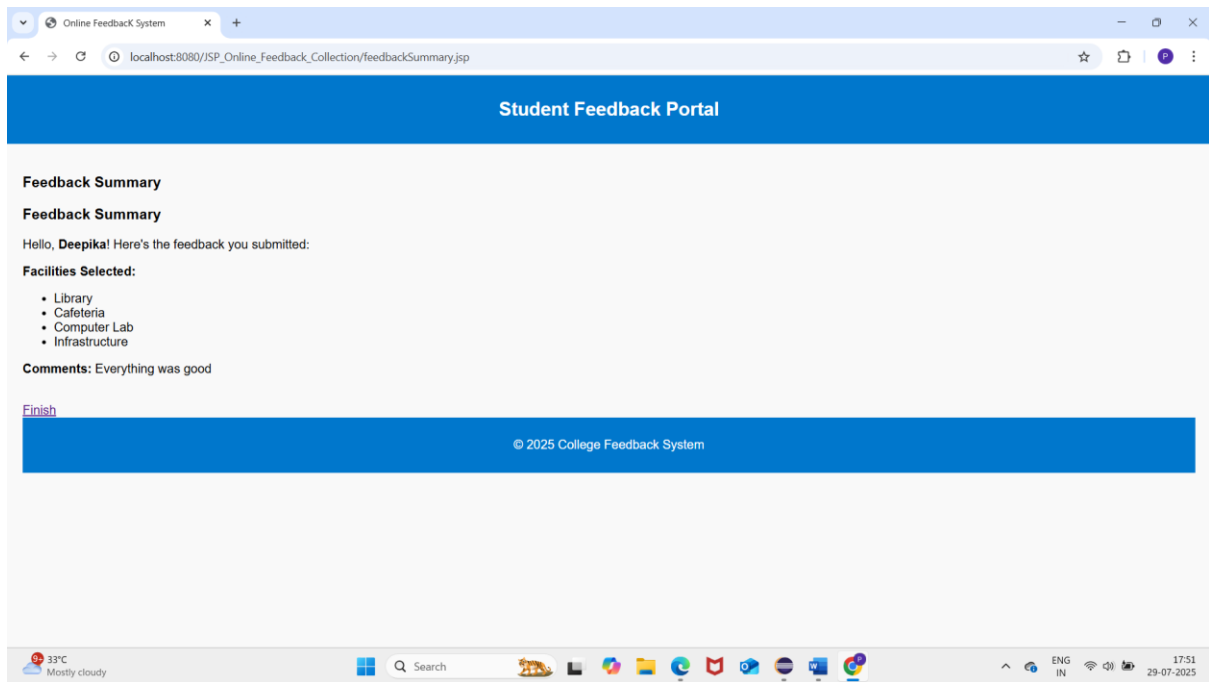 Online FeedbacK System
localhost:8080/JSP_Online_Feedback_Collection/feedbackSummary.jsp
P
Student Feedback Portal
Feedback Summary
Feedback Summary
Hello, Deepika! Here's the feedback you submitted:
Facilities Selected:
• Library
• Cafeteria
• Computer Lab
• Infrastructure
Comments: Everything was good
Finish
© 2025 College Feedback System
9+ 33°C
Mostly cloudy
Search
ENG
IN
17:51
29-07-2025